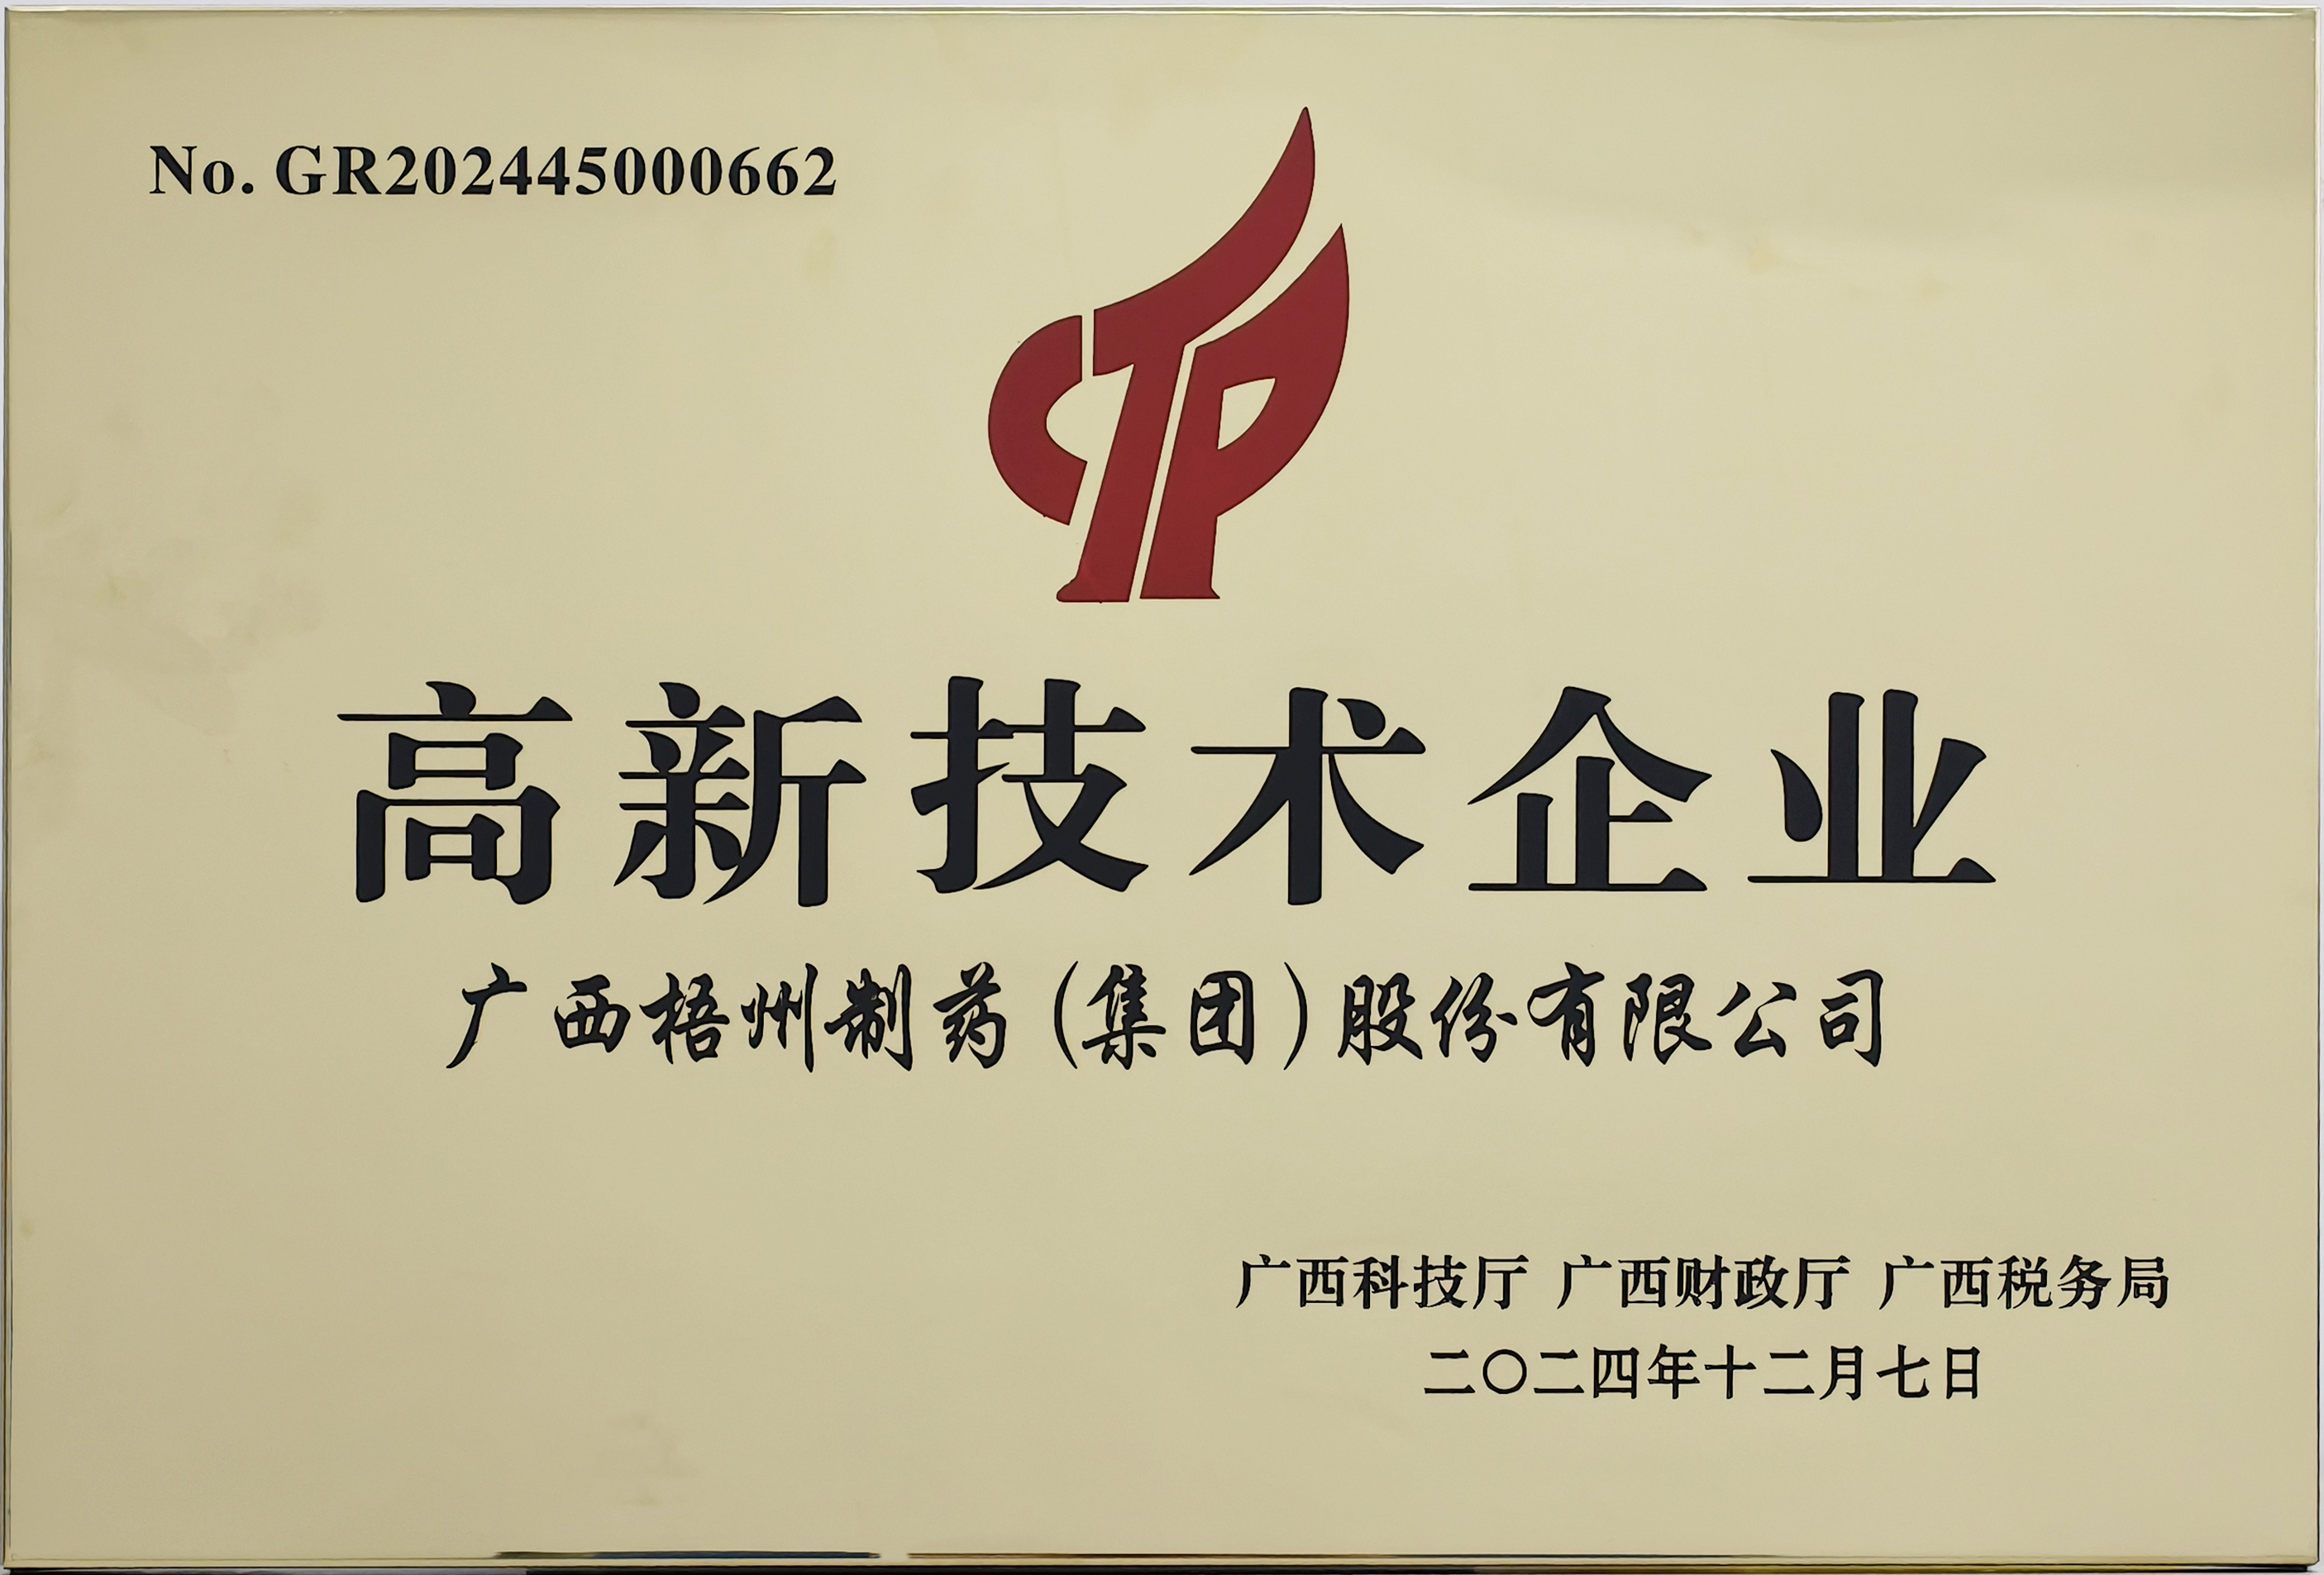 No. GR202445000662
高新技术企业
广西梧州制药(集团)股份有限公司
广西科技厅 广西财政厅 广西税务局
二〇二四年十二月七日